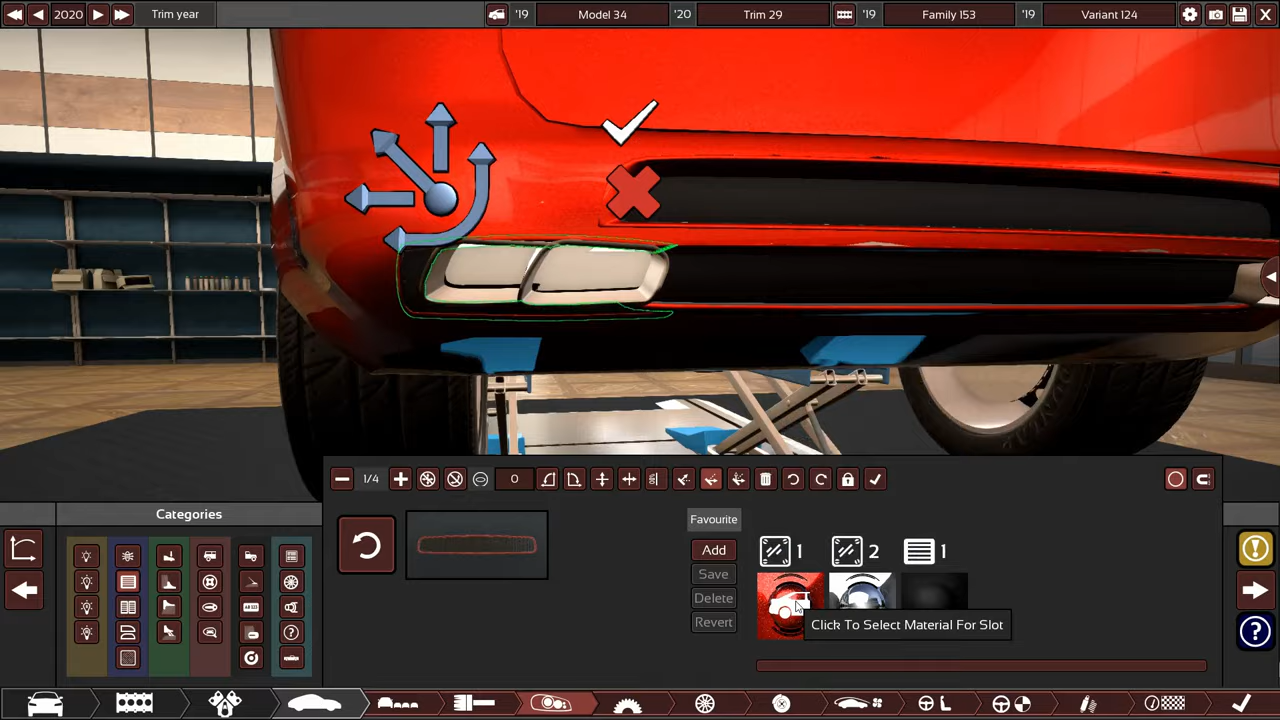 2020 Trim year '19 Model 34 '20 Trim 29 '19 Family 153 '19 Variant 124
1/4 0
Categories
Favourite
Add
Save
Delete
Revert
1 2 1
Click To Select Material For Slot